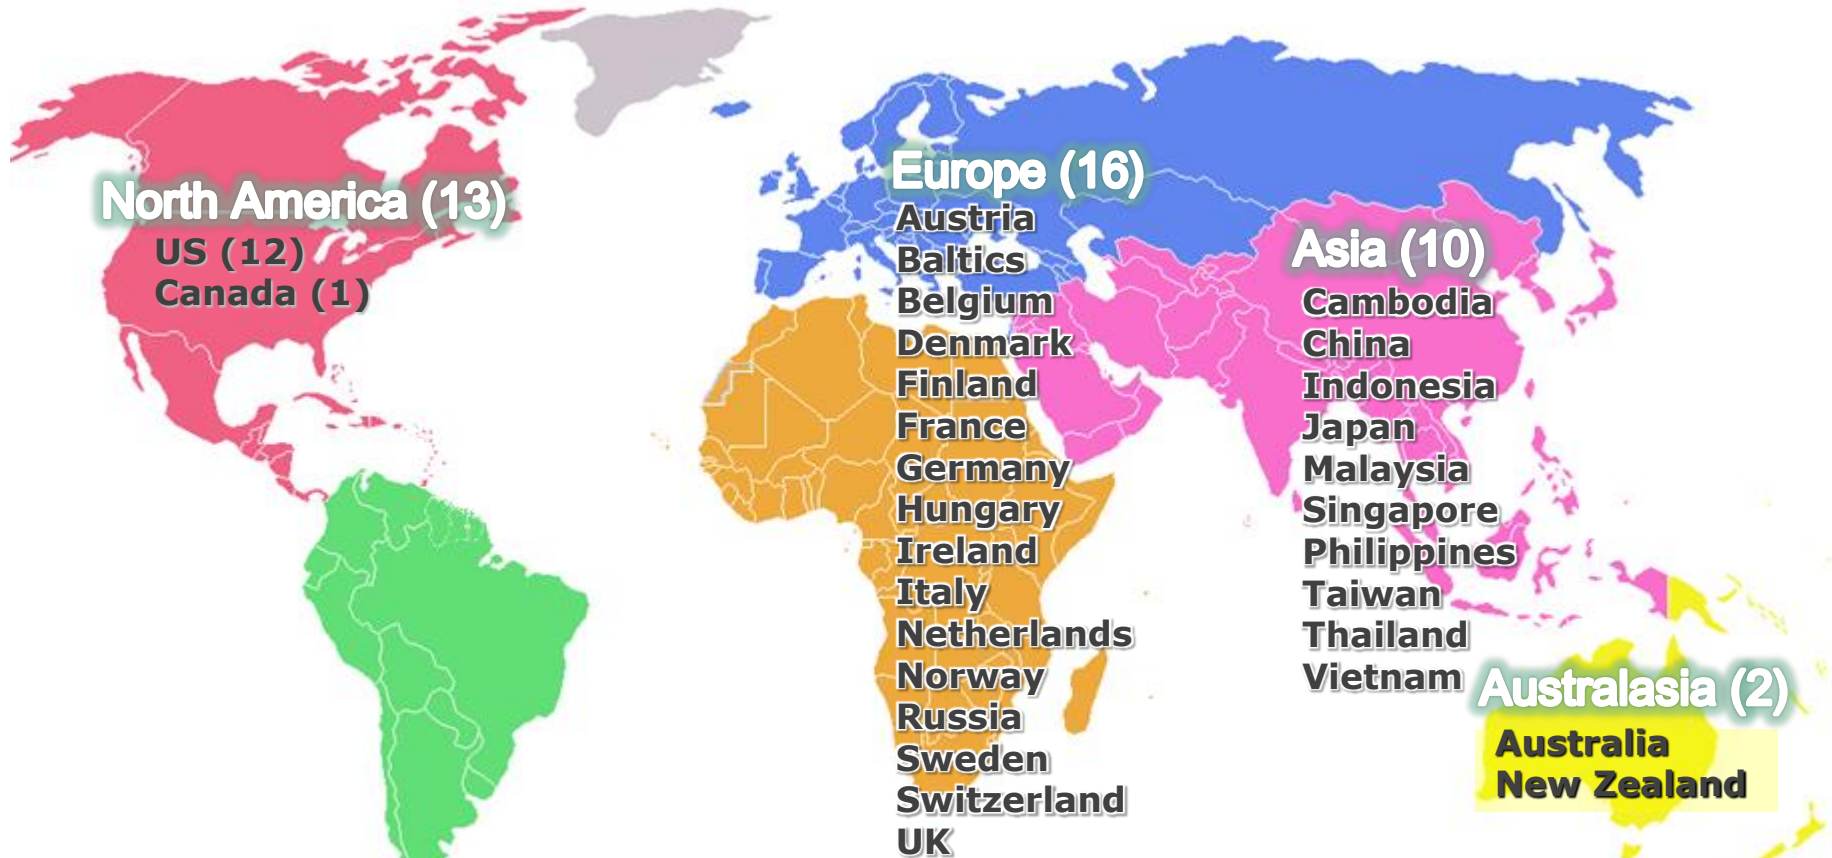 North America (13)
US (12)
Canada (1)
Europe (16)
Austria
Baltics
Belgium
Denmark
Finland
France
Germany
Hungary
Ireland
Italy
Netherlands
Norway
Russia
Sweden
Switzerland
UK
Asia (10)
Cambodia
China
Indonesia
Japan
Malaysia
Singapore
Philippines
Taiwan
Thailand
Vietnam
Australasia (2)
Australia
New Zealand